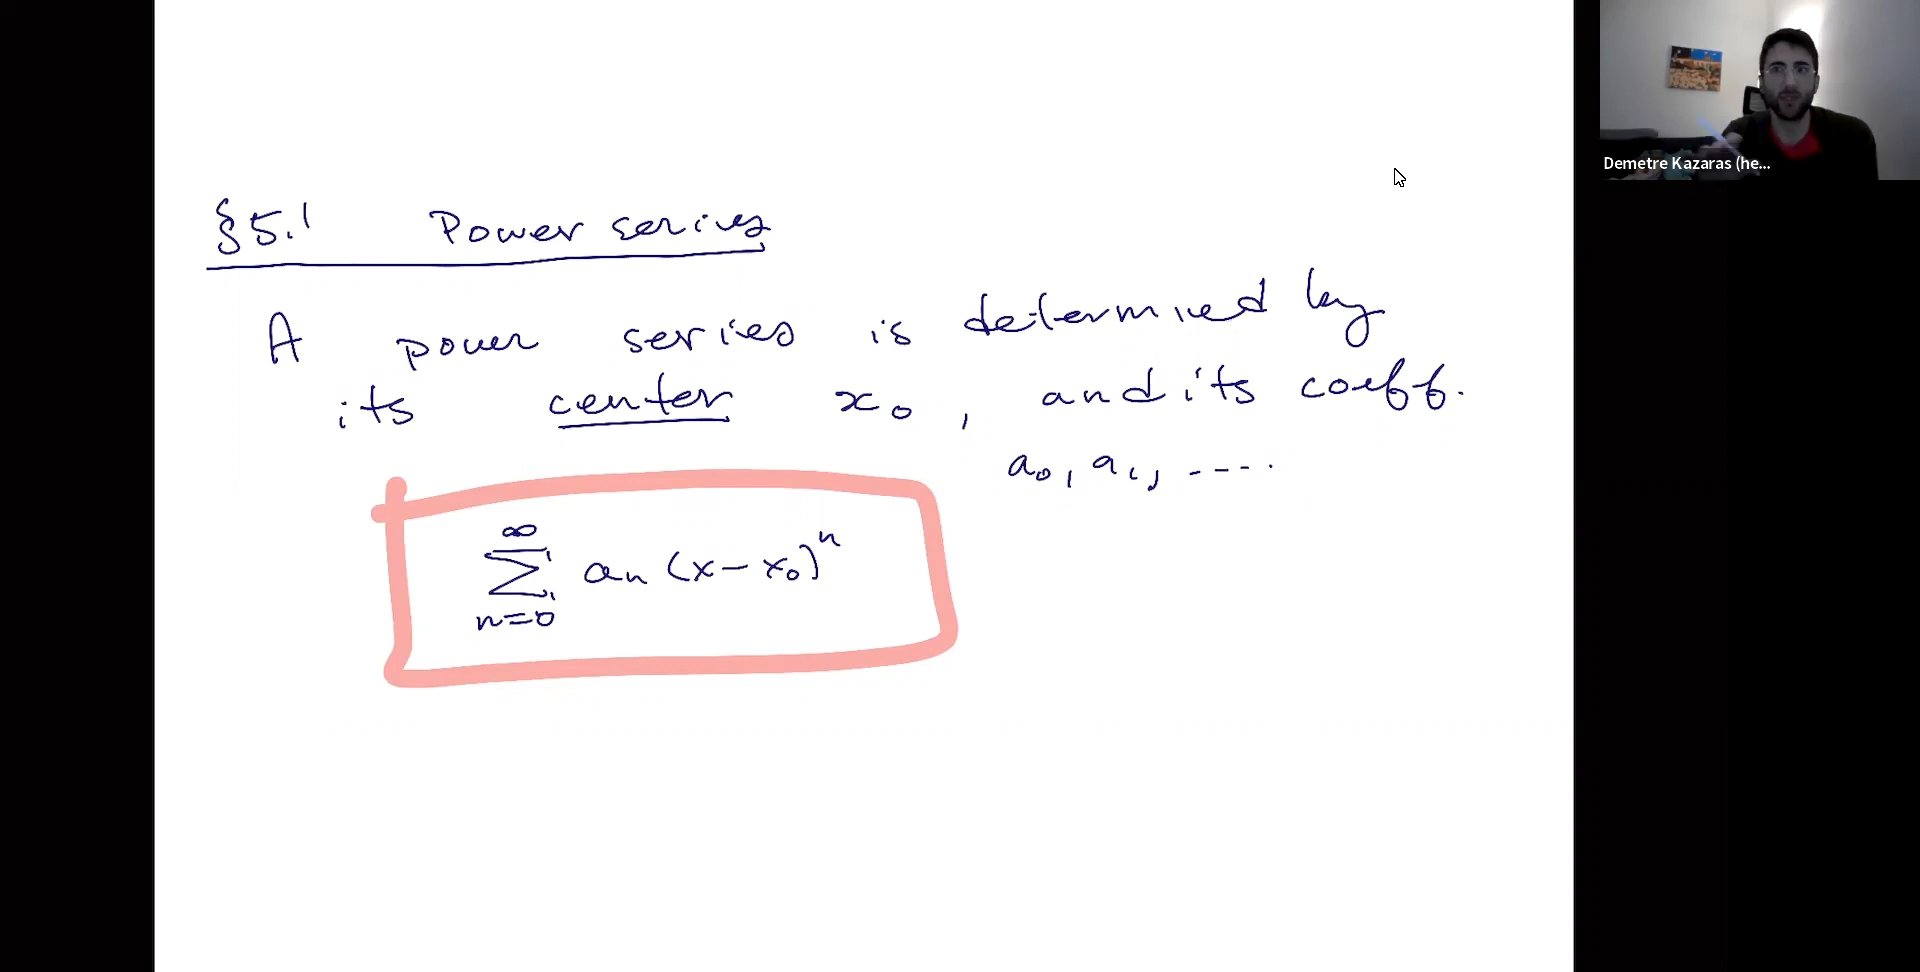 §5.1 Power series
A power series is determined by
its center x₀, and its coeff.
a₀, a₁, ....
∞
∑ aₙ (x - x₀)ⁿ
n=0
Demetre Kazaras (he...